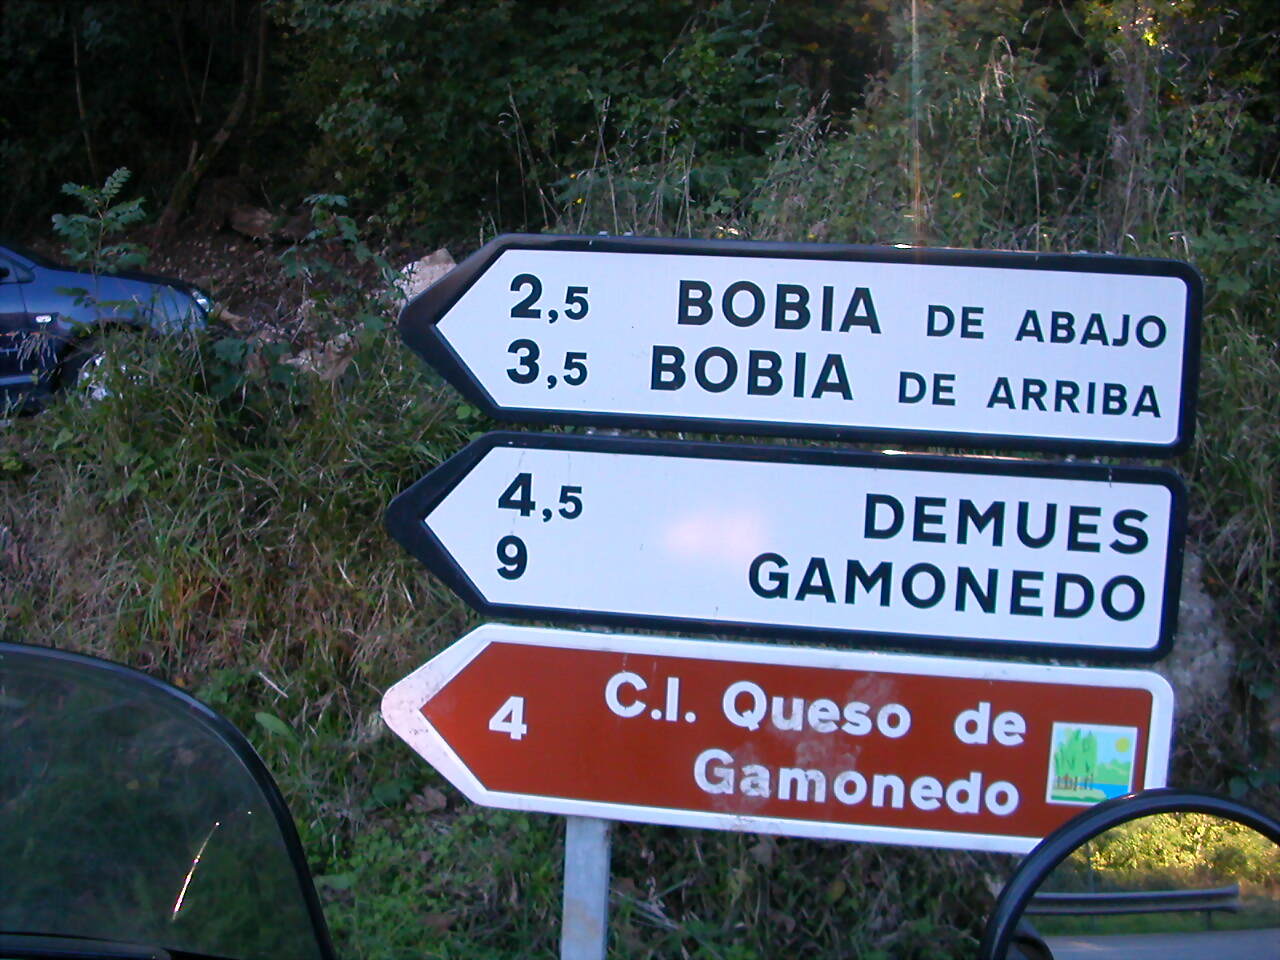 2,5 BOBIA DE ABAJO
3,5 BOBIA DE ARRIBA
4,5 DEMUES
9 GAMONEDO
4 C.I. Queso de
Gamonedo